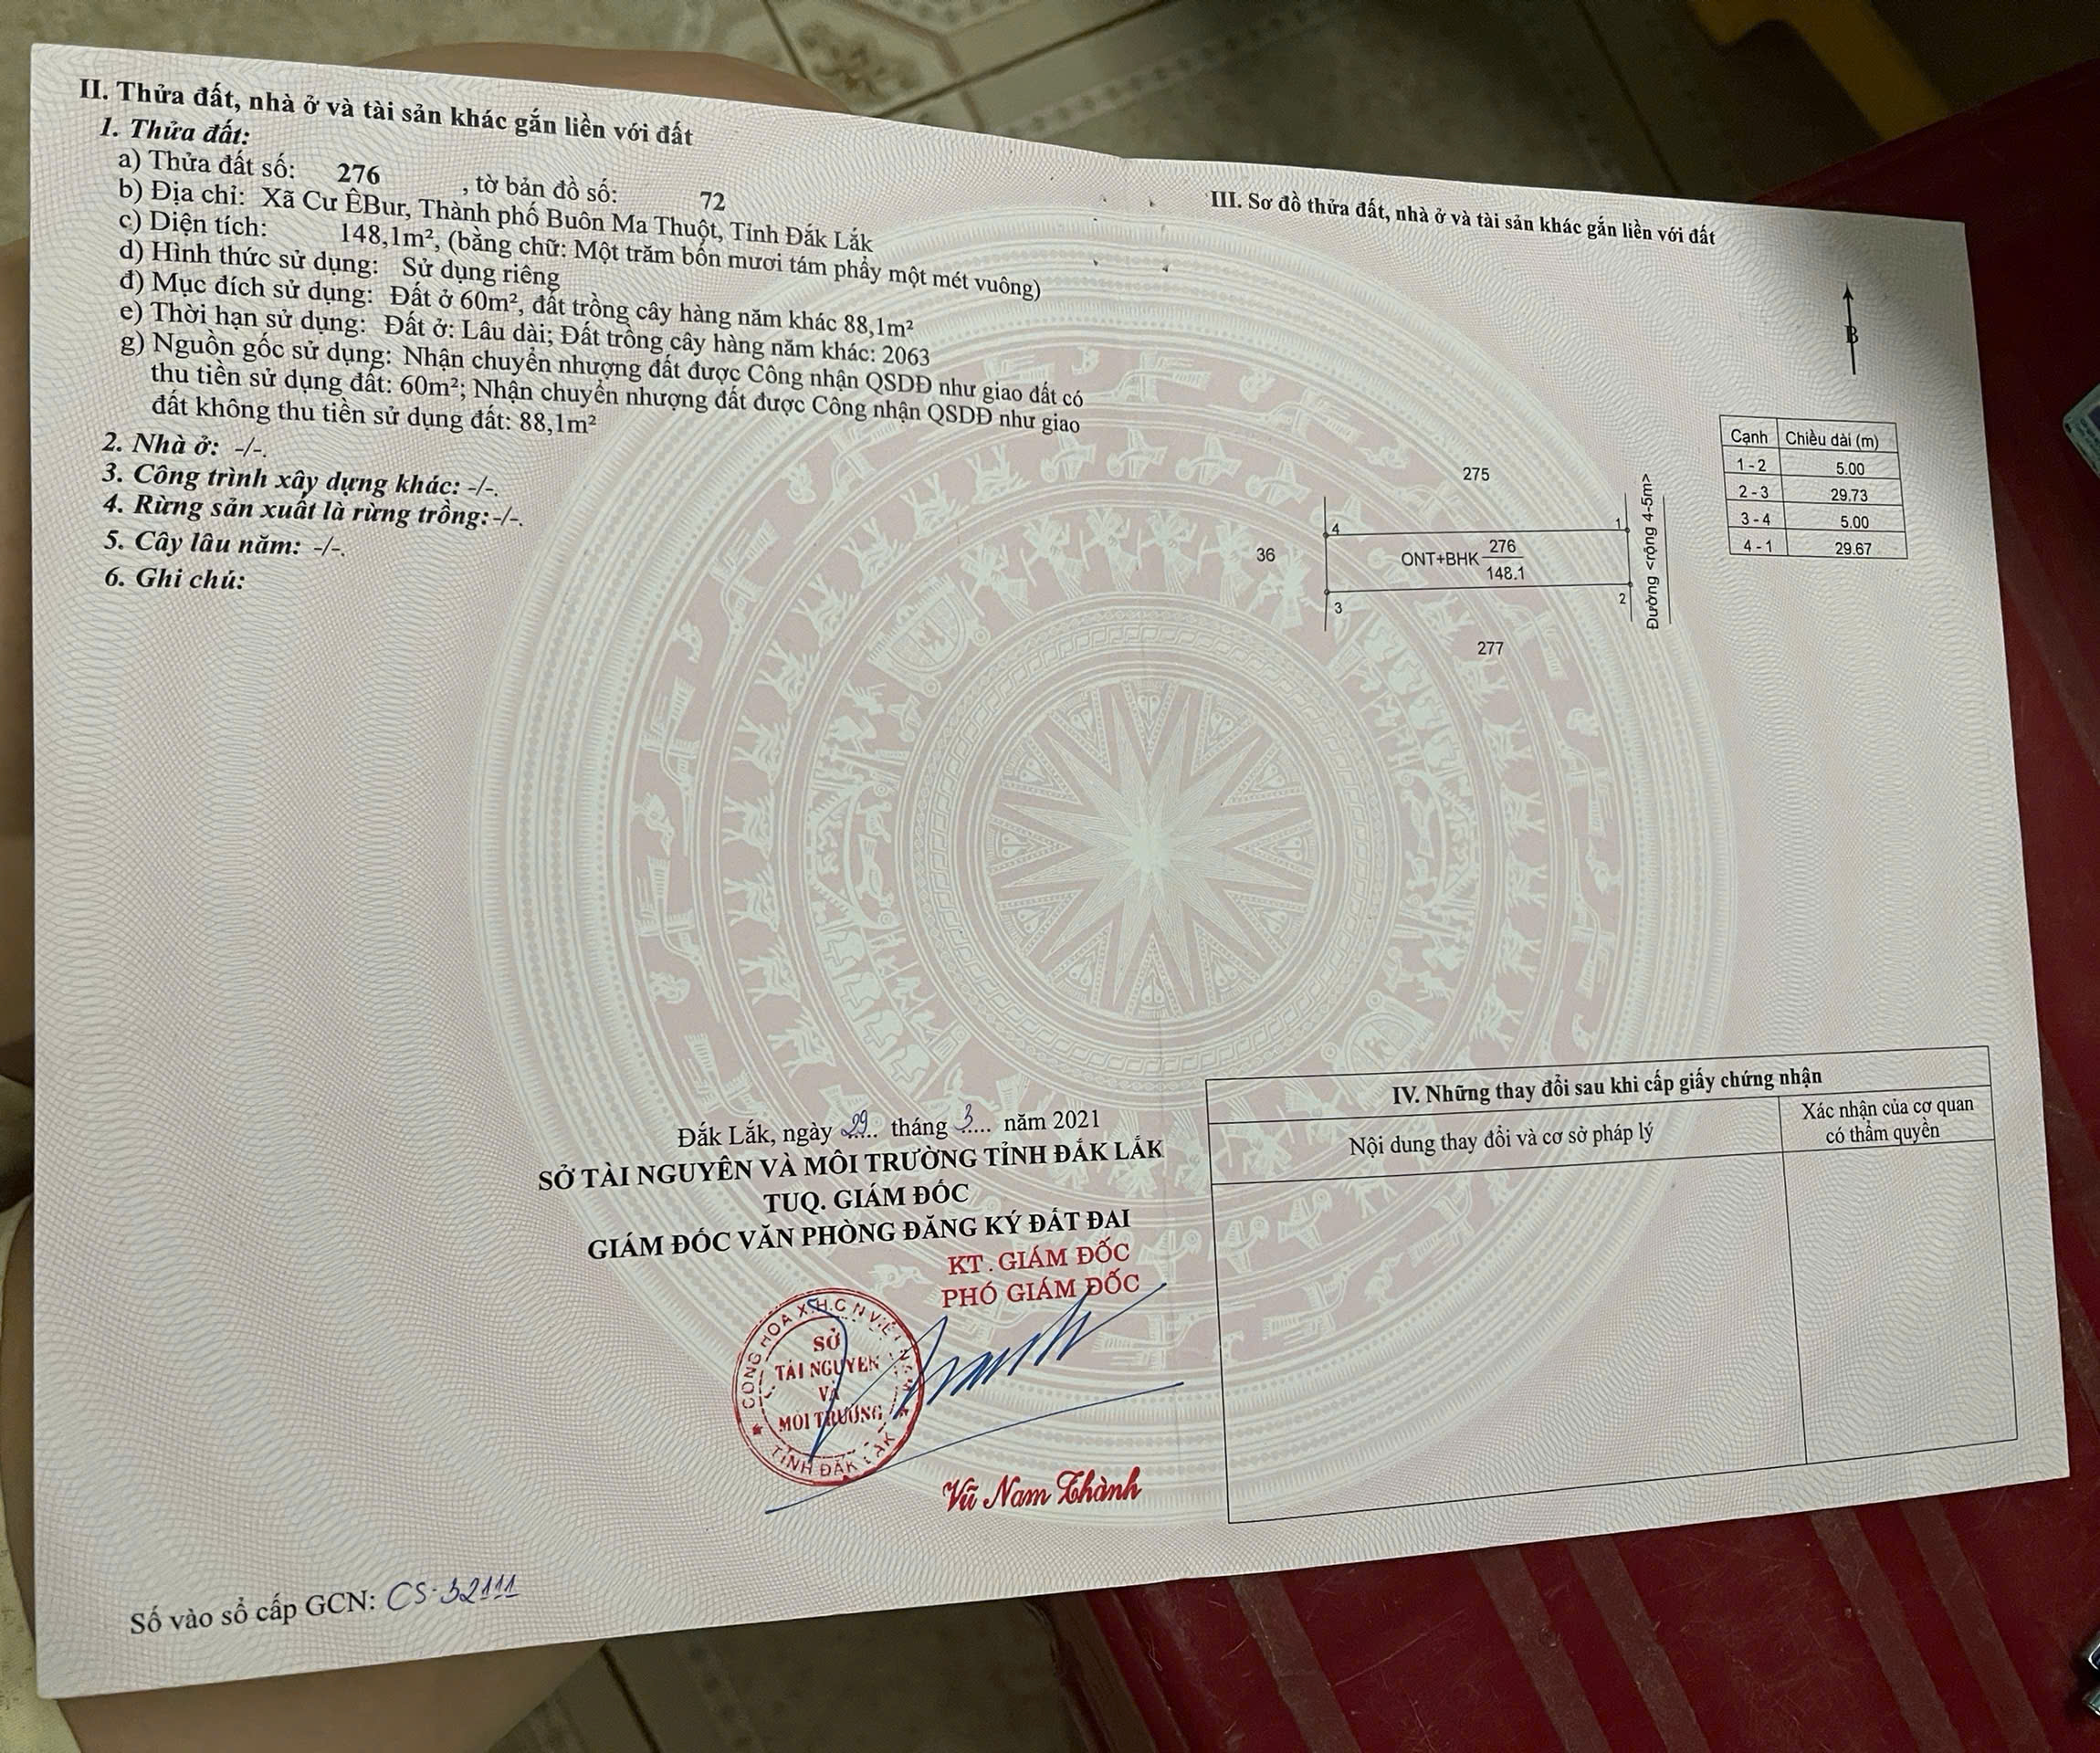 II. Thửa đất, nhà ở và tài sản khác gắn liền với đất
1. Thửa đất:
a) Thửa đất số: 276 , tờ bản đồ số: 72
b) Địa chỉ: Xã Cư ÊBur, Thành phố Buôn Ma Thuột, Tỉnh Đắk Lắk
c) Diện tích: 148,1m², (bằng chữ: Một trăm bốn mươi tám phẩy một mét vuông)
d) Hình thức sử dụng: Sử dụng riêng
đ) Mục đích sử dụng: Đất ở 60m², đất trồng cây hàng năm khác 88,1m²
e) Thời hạn sử dụng: Đất ở: Lâu dài; Đất trồng cây hàng năm khác: 2063
g) Nguồn gốc sử dụng: Nhận chuyển nhượng đất được Công nhận QSDĐ như giao đất có
thu tiền sử dụng đất: 60m²; Nhận chuyển nhượng đất được Công nhận QSDĐ như giao
đất không thu tiền sử dụng đất: 88,1m²
2. Nhà ở: -/-.
3. Công trình xây dựng khác: -/-.
4. Rừng sản xuất là rừng trồng:-/-.
5. Cây lâu năm: -/-.
6. Ghi chú:
Đắk Lắk, ngày 29 tháng 3 năm 2021
SỞ TÀI NGUYÊN VÀ MÔI TRƯỜNG TỈNH ĐẮK LẮK
TUQ. GIÁM ĐỐC
GIÁM ĐỐC VĂN PHÒNG ĐĂNG KÝ ĐẤT ĐAI
KT. GIÁM ĐỐC
PHÓ GIÁM ĐỐC
CỘNG HÒA X.H.C.N VIỆT NAM
SỞ
TÀI NGUYÊN
VÀ
MÔI TRƯỜNG
TỈNH ĐẮK LẮK
Vũ Nam Thành
Số vào sổ cấp GCN: CS-32111
III. Sơ đồ thửa đất, nhà ở và tài sản khác gắn liền với đất
B
Cạnh Chiều dài (m)
1-2 5.00
2-3 29.73
3-4 5.00
4-1 29.67
275
4 1
36 ONT+BHK 276
148.1
3 2
Đường <rộng 4-5m>
277
IV. Những thay đổi sau khi cấp giấy chứng nhận
Nội dung thay đổi và cơ sở pháp lý
Xác nhận của cơ quan
có thẩm quyền